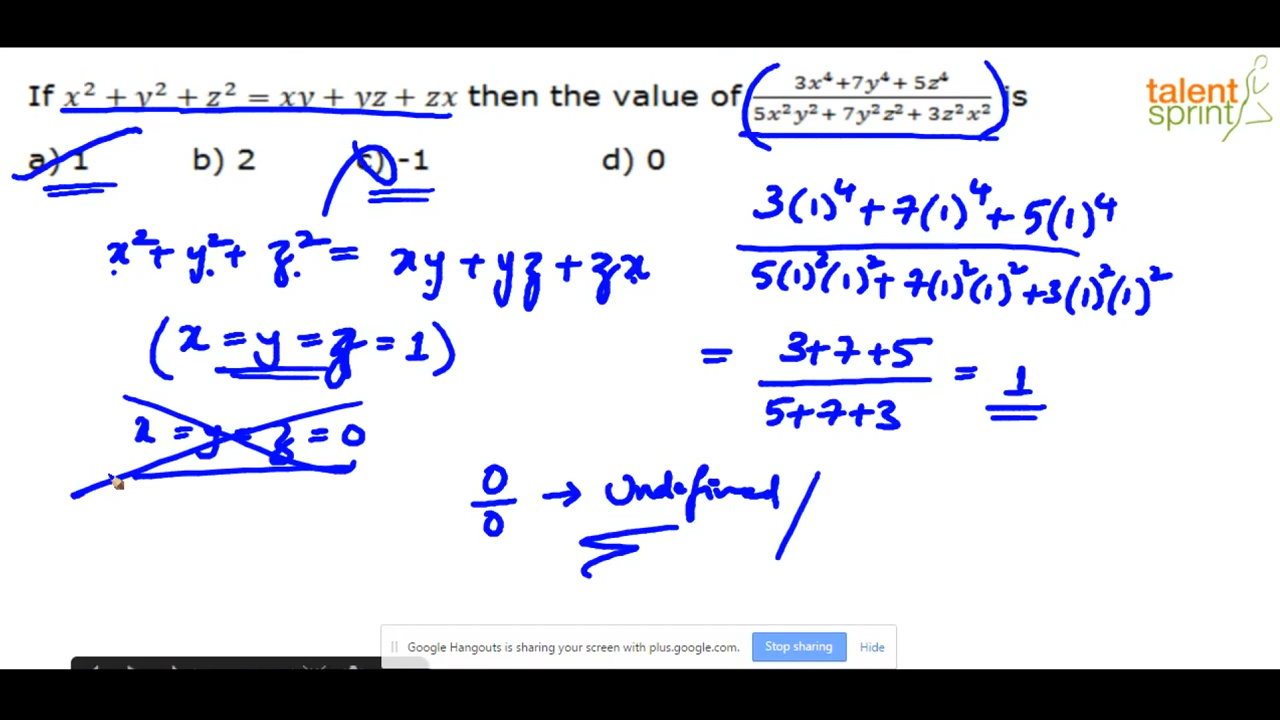 If x² + y² + z² = xy + yz + zx then the value of (3x⁴+7y⁴+5z⁴ / 5x²y²+7y²z²+3z²x²) is
talent
sprint
a) 1 b) 2 c) -1 d) 0
x² + y² + z² = xy + yz + zx
(x = y = z = 1)
x = y = z = 0
3(1)⁴ + 7(1)⁴ + 5(1)⁴
5(1)²(1)² + 7(1)²(1)² + 3(1)²(1)²
= 3+7+5 / 5+7+3 = 1
0/0 → Undefined
Google Hangouts is sharing your screen with plus.google.com. Stop sharing Hide